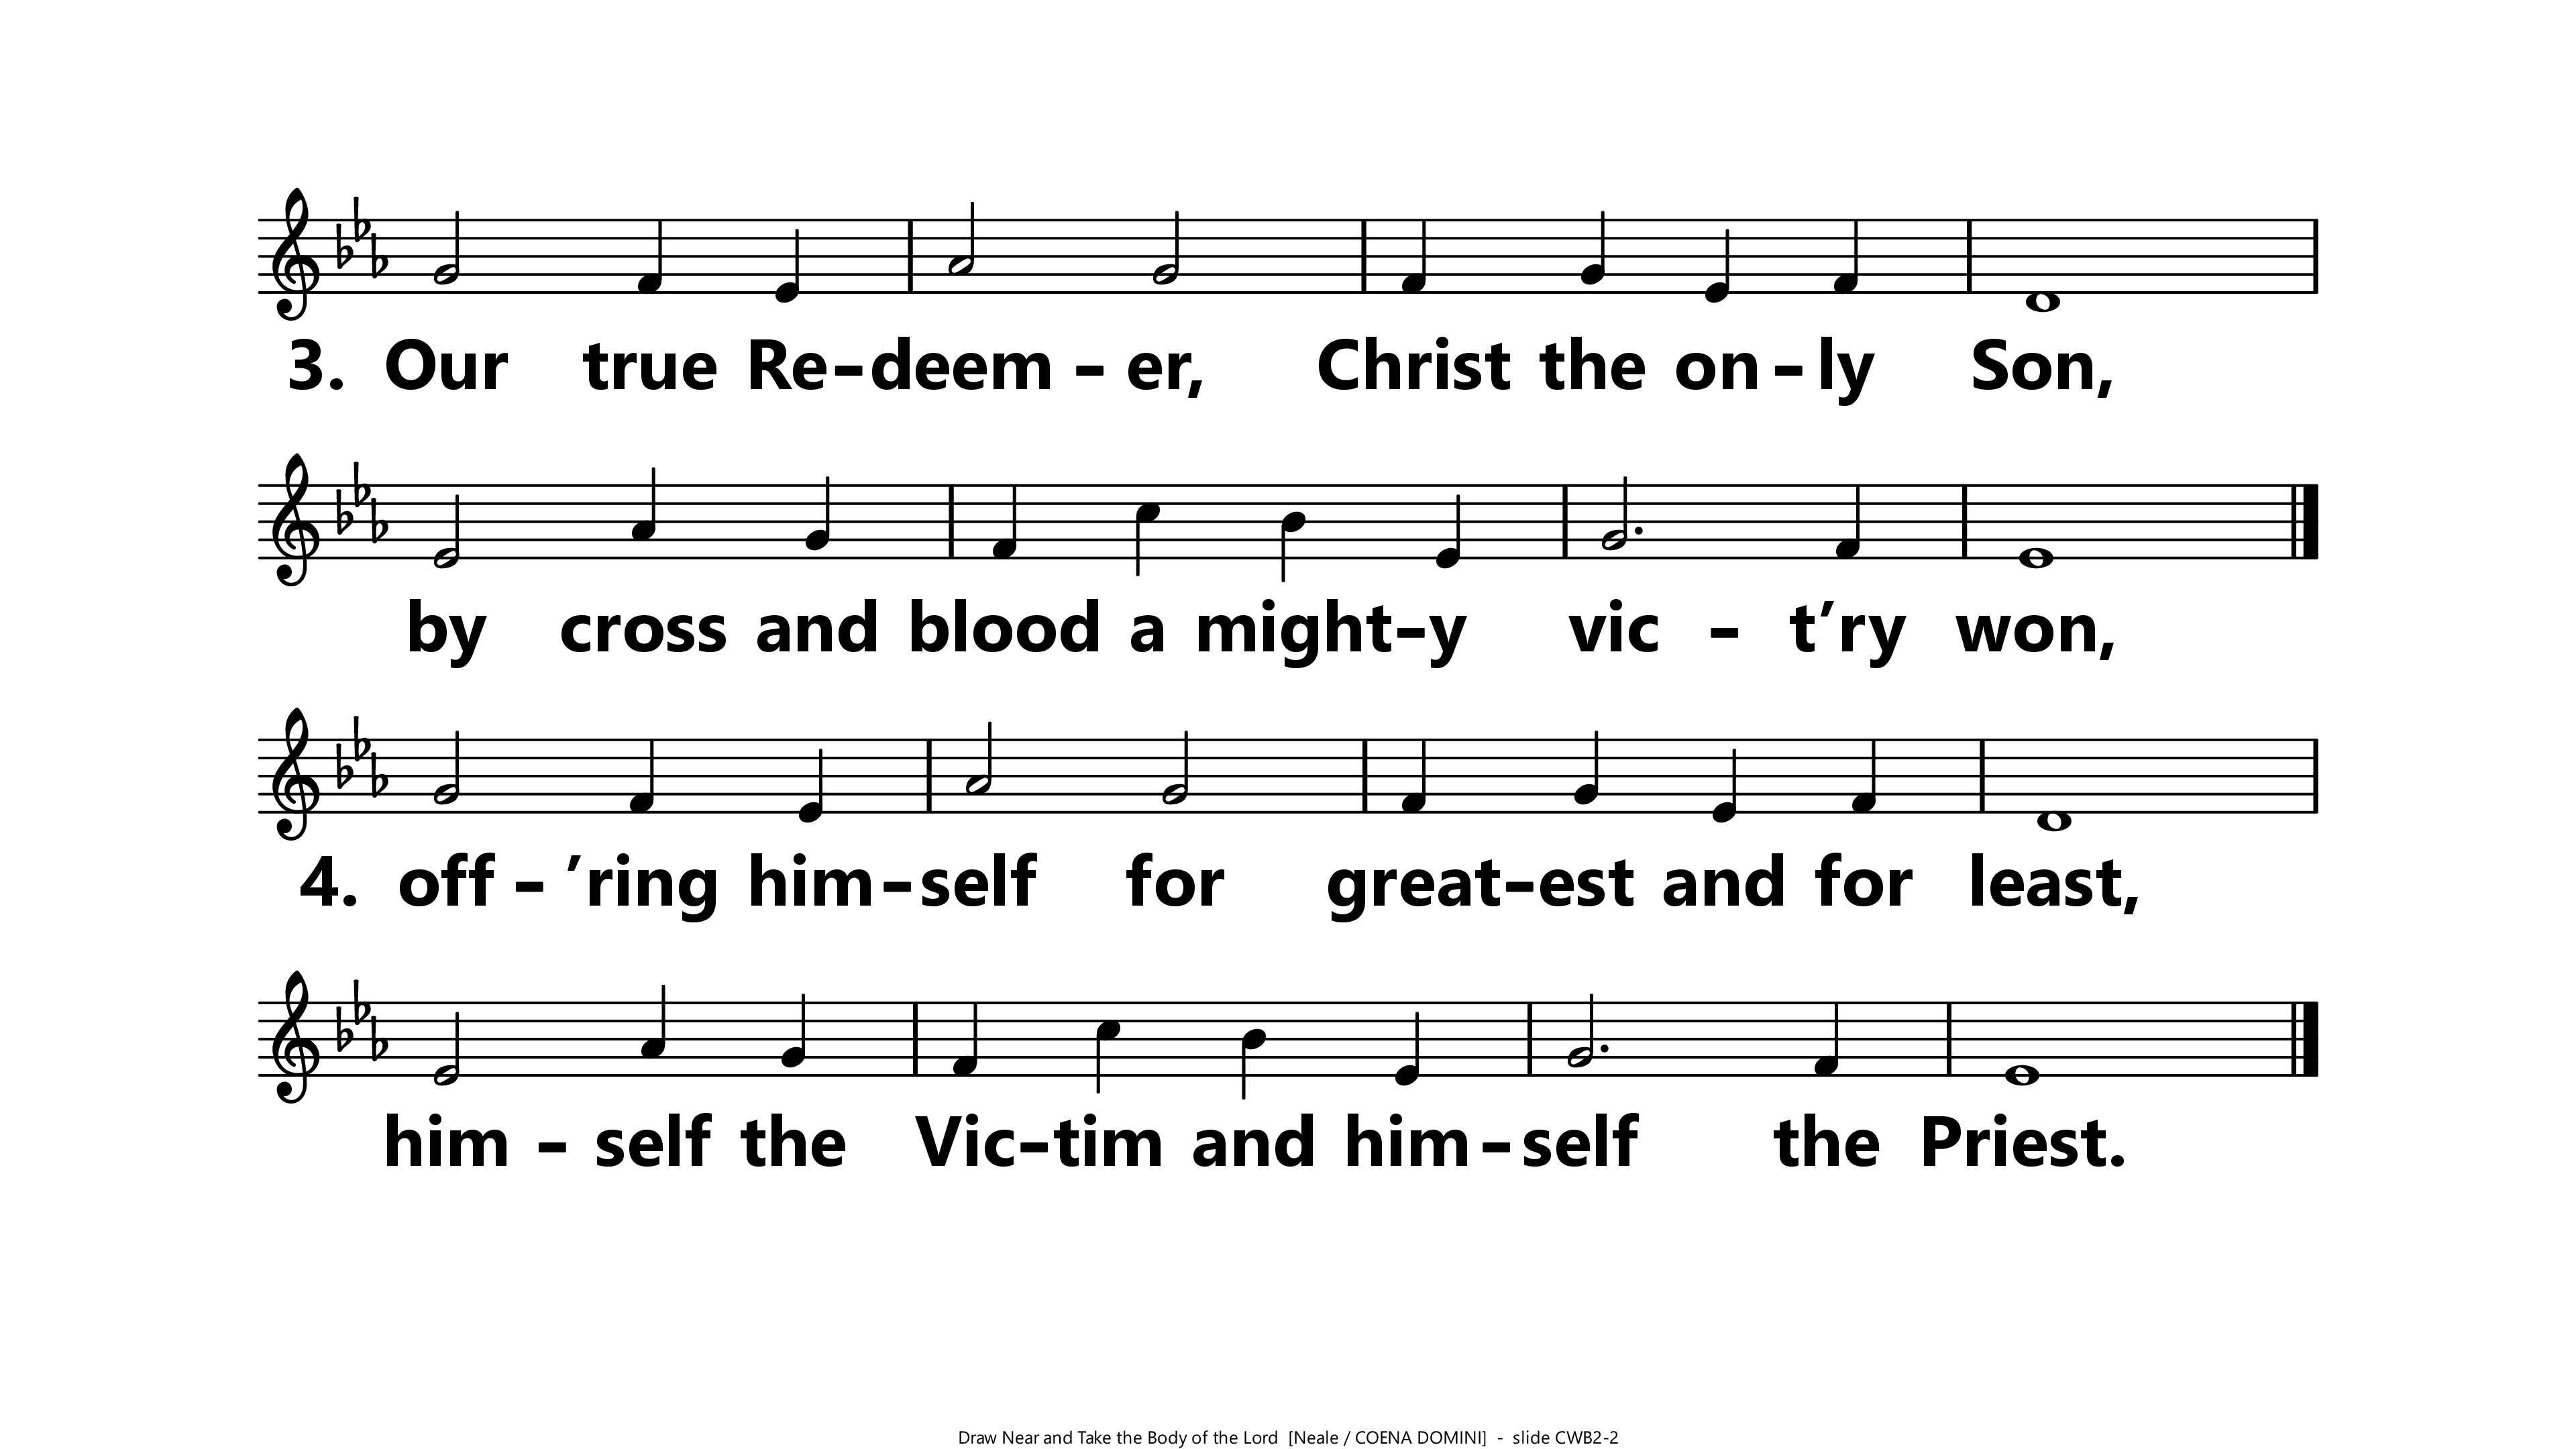 3. Our true Re-deem - er, Christ the on - ly Son,
by cross and blood a might-y vic - t’ry won,
4. off - ’ring him-self for great-est and for least,
him - self the Vic-tim and him-self the Priest.
Draw Near and Take the Body of the Lord [Neale / COENA DOMINI] - slide CWB2-2